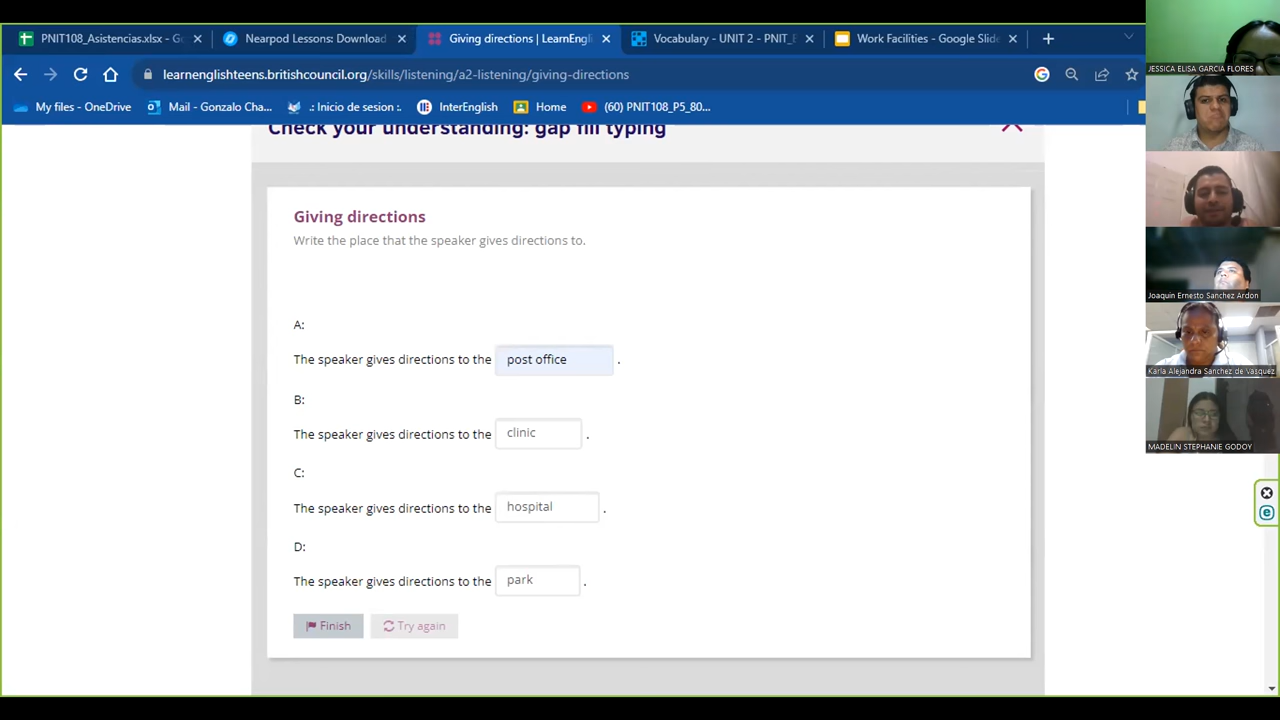 PNIT108_Asistencias.xlsx - G
Nearpod Lessons: Download
Giving directions | LearnEngli
Vocabulary - UNIT 2 - PNIT_E
Work Facilities - Google Slide
learnenglishteens.britishcouncil.org/skills/listening/a2-listening/giving-directions
My files - OneDrive
Mail - Gonzalo Cha...
.: Inicio de sesion :.
InterEnglish
Home
(60) PNIT108_P5_80...
Check your understanding: gap fill typing
Giving directions
Write the place that the speaker gives directions to.
A:
The speaker gives directions to the post office .
B:
The speaker gives directions to the clinic .
C:
The speaker gives directions to the hospital .
D:
The speaker gives directions to the park .
Finish
Try again
JESSICA ELISA GARCIA FLORES
Joaquin Ernesto Sanchez Ardon
Karla Alejandra Sanchez de Vasquez
MADELIN STEPHANIE GODOY